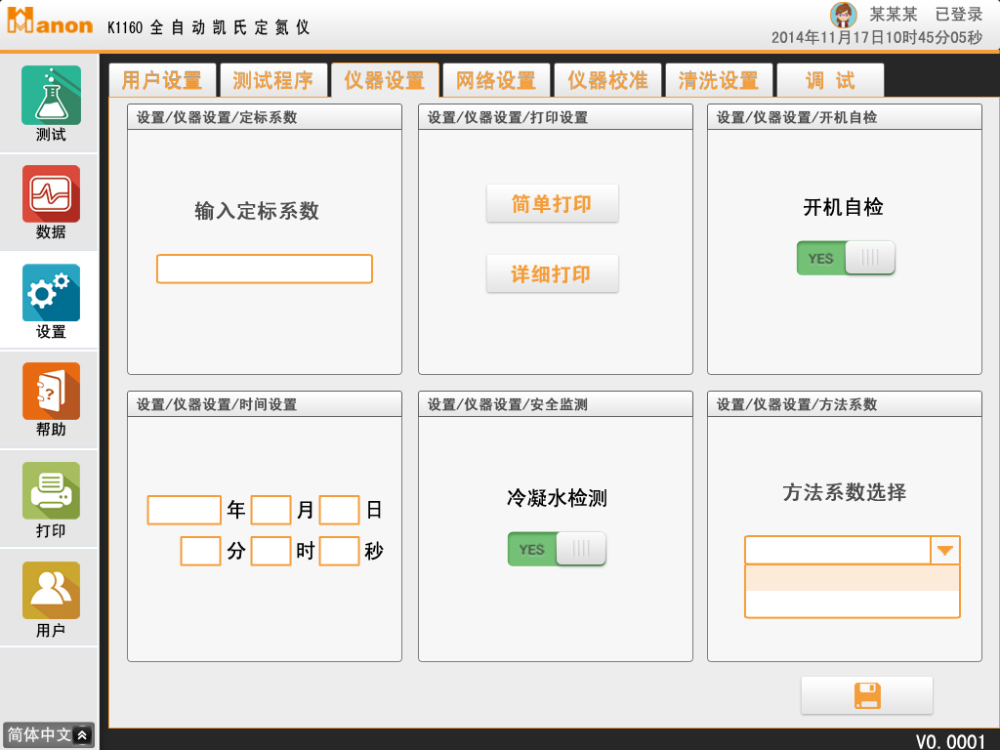 Hanon K1160 全自动凯氏定氮仪
某某某 已登录
2014年11月17日10时45分05秒
用户设置 测试程序 仪器设置 网络设置 仪器校准 清洗设置 调 试
测试
数据
设置
帮助
打印
用户
简体中文
设置/仪器设置/定标系数
输入定标系数
设置/仪器设置/打印设置
简单打印
详细打印
设置/仪器设置/开机自检
开机自检
YES
设置/仪器设置/时间设置
年 月 日
分 时 秒
设置/仪器设置/安全监测
冷凝水检测
YES
设置/仪器设置/方法系数
方法系数选择
V0.0001